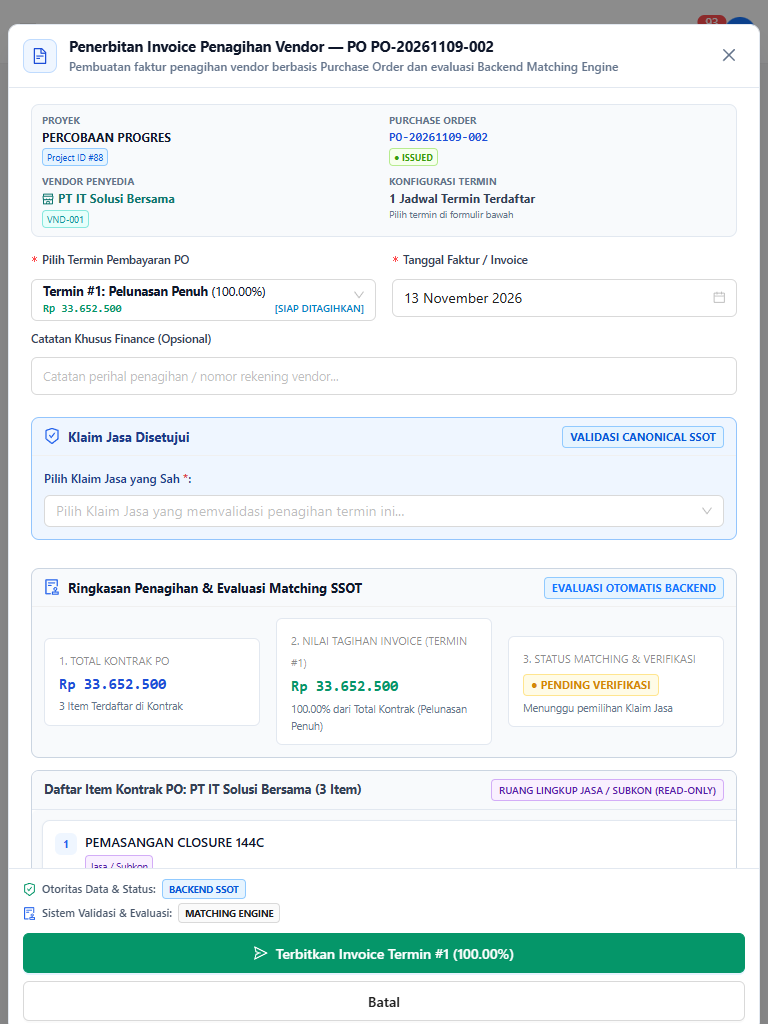 93
Penerbitan Invoice Penagihan Vendor — PO PO-20261109-002
Pembuatan faktur penagihan vendor berbasis Purchase Order dan evaluasi Backend Matching Engine
PROYEK
PERCOBAAN PROGRES
Project ID #88
PURCHASE ORDER
PO-20261109-002
ISSUED
VENDOR PENYEDIA
PT IT Solusi Bersama
VND-001
KONFIGURASI TERMIN
1 Jadwal Termin Terdaftar
Pilih termin di formulir bawah
* Pilih Termin Pembayaran PO
Termin #1: Pelunasan Penuh (100.00%)
Rp 33.652.500 [SIAP DITAGIHKAN]
* Tanggal Faktur / Invoice
13 November 2026
Catatan Khusus Finance (Opsional)
Catatan perihal penagihan / nomor rekening vendor...
Klaim Jasa Disetujui
VALIDASI CANONICAL SSOT
Pilih Klaim Jasa yang Sah *:
Pilih Klaim Jasa yang memvalidasi penagihan termin ini...
Ringkasan Penagihan & Evaluasi Matching SSOT
EVALUASI OTOMATIS BACKEND
1. TOTAL KONTRAK PO
Rp 33.652.500
3 Item Terdaftar di Kontrak
2. NILAI TAGIHAN INVOICE (TERMIN
#1)
Rp 33.652.500
100.00% dari Total Kontrak (Pelunasan
Penuh)
3. STATUS MATCHING & VERIFIKASI
PENDING VERIFIKASI
Menunggu pemilihan Klaim Jasa
Daftar Item Kontrak PO: PT IT Solusi Bersama (3 Item)
RUANG LINGKUP JASA / SUBKON (READ-ONLY)
1
PEMASANGAN CLOSURE 144C
Jasa / Subkon
Otoritas Data & Status: BACKEND SSOT
Sistem Validasi & Evaluasi: MATCHING ENGINE
Terbitkan Invoice Termin #1 (100.00%)
Batal